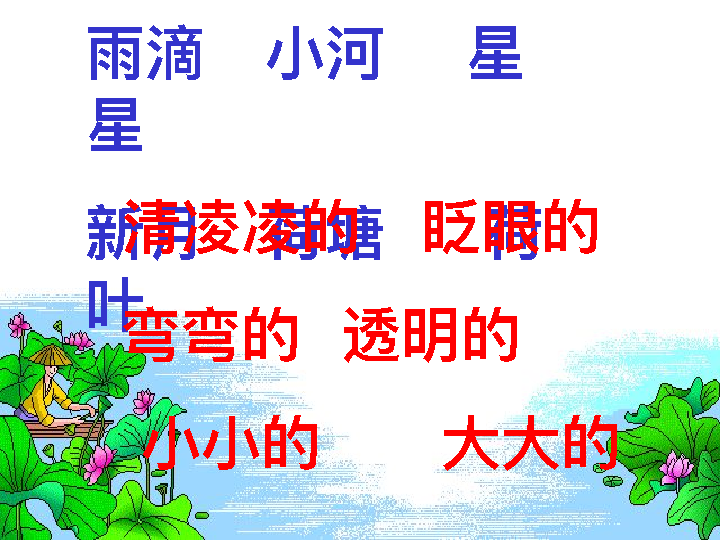 雨滴 小河 星
星
新月 荷塘 荷
叶
清凌凌的 眨眼的
弯弯的 透明的
小小的 大大的